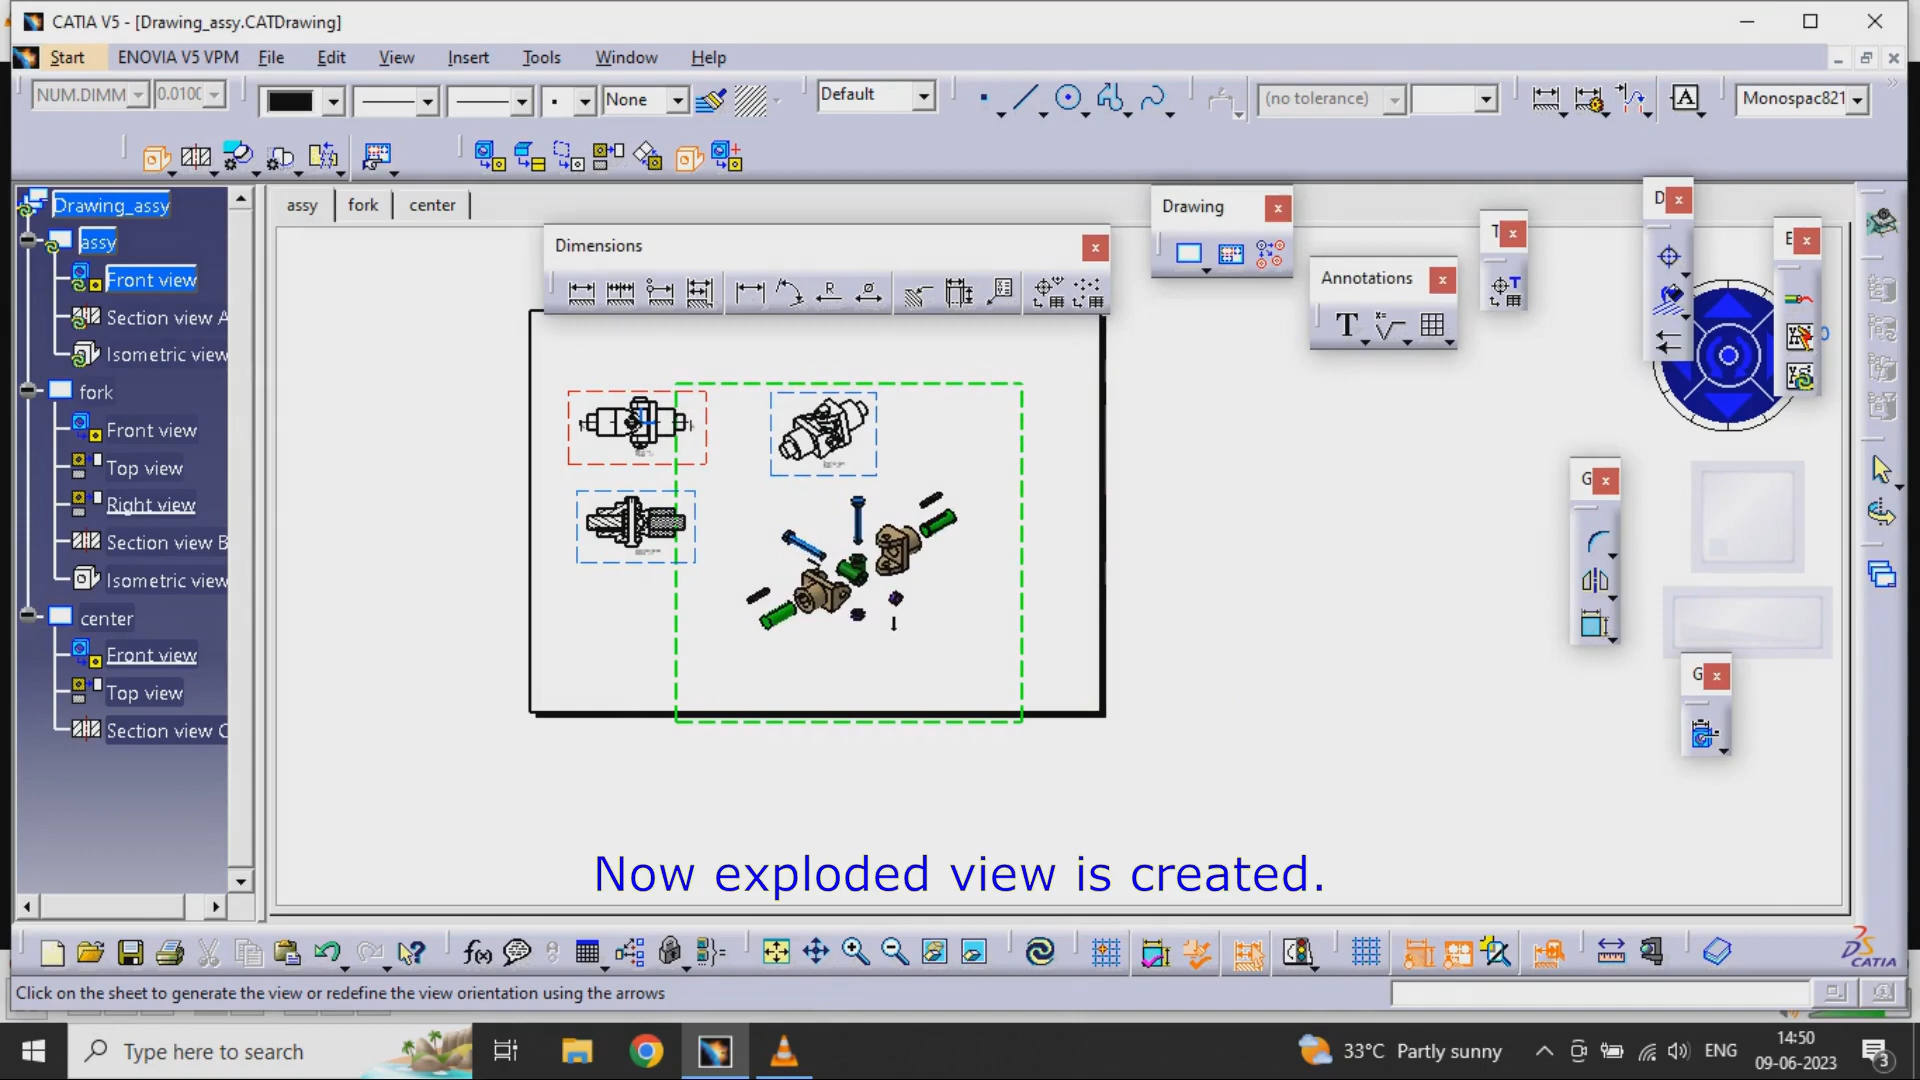 CATIA V5 - [Drawing_assy.CATDrawing]
Start ENOVIA V5 VPM File Edit View Insert Tools Window Help
NUM.DIMM 0.010 None Default (no tolerance) Monospac821
Drawing_assy
assy
Front view
Section view A
Isometric view
fork
Front view
Top view
Right view
Section view B
Isometric view
center
Front view
Top view
Section view C
assy fork center
Dimensions
Drawing
Annotations
T
D
E
G
G
Now exploded view is created.
Click on the sheet to generate the view or redefine the view orientation using the arrows
CATIA
Type here to search
33°C Partly sunny
ENG
14:50
09-06-2023
3